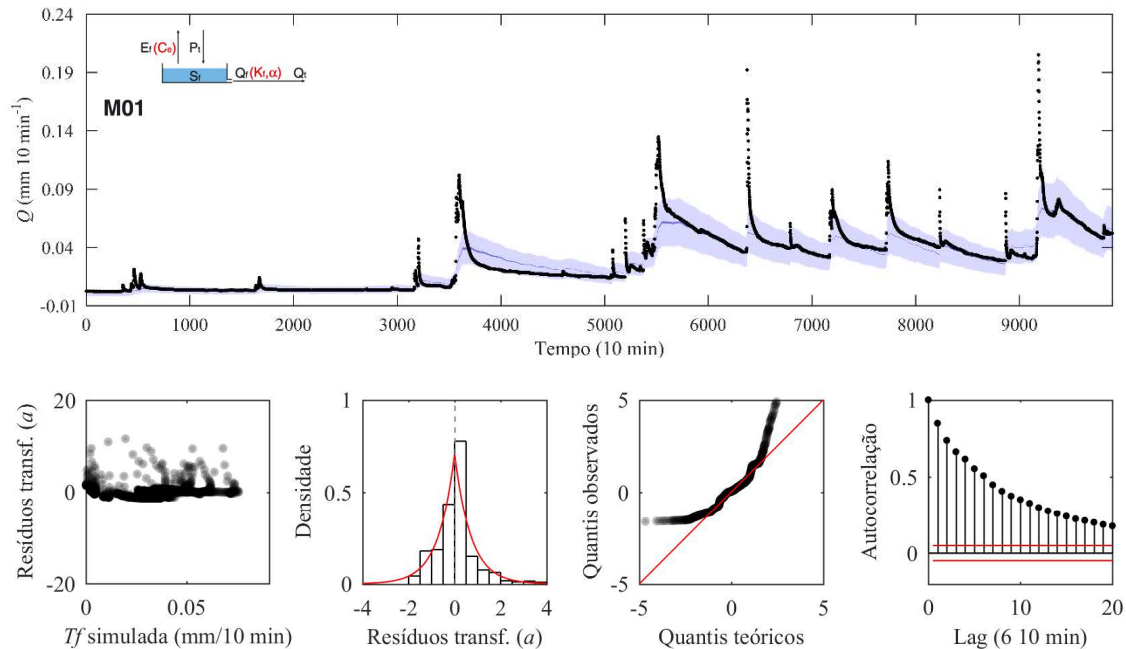 0.24
0.19
0.14
0.09
0.04
-0.01
Q (mm 10 min⁻¹)
Ef(Ce) Pt
Sf Qf(Kf,α) Qt
M01
0 1000 2000 3000 4000 5000 6000 7000 8000 9000
Tempo (10 min)
20
0
-20
Resíduos transf. (a)
0 0.05
Tf simulada (mm/10 min)
1
0.5
0
Densidade
-4 -2 0 2 4
Resíduos transf. (a)
5
0
-5
Quantis observados
-5 0 5
Quantis teóricos
1
0.5
0
Autocorrelação
0 10 20
Lag (6 10 min)